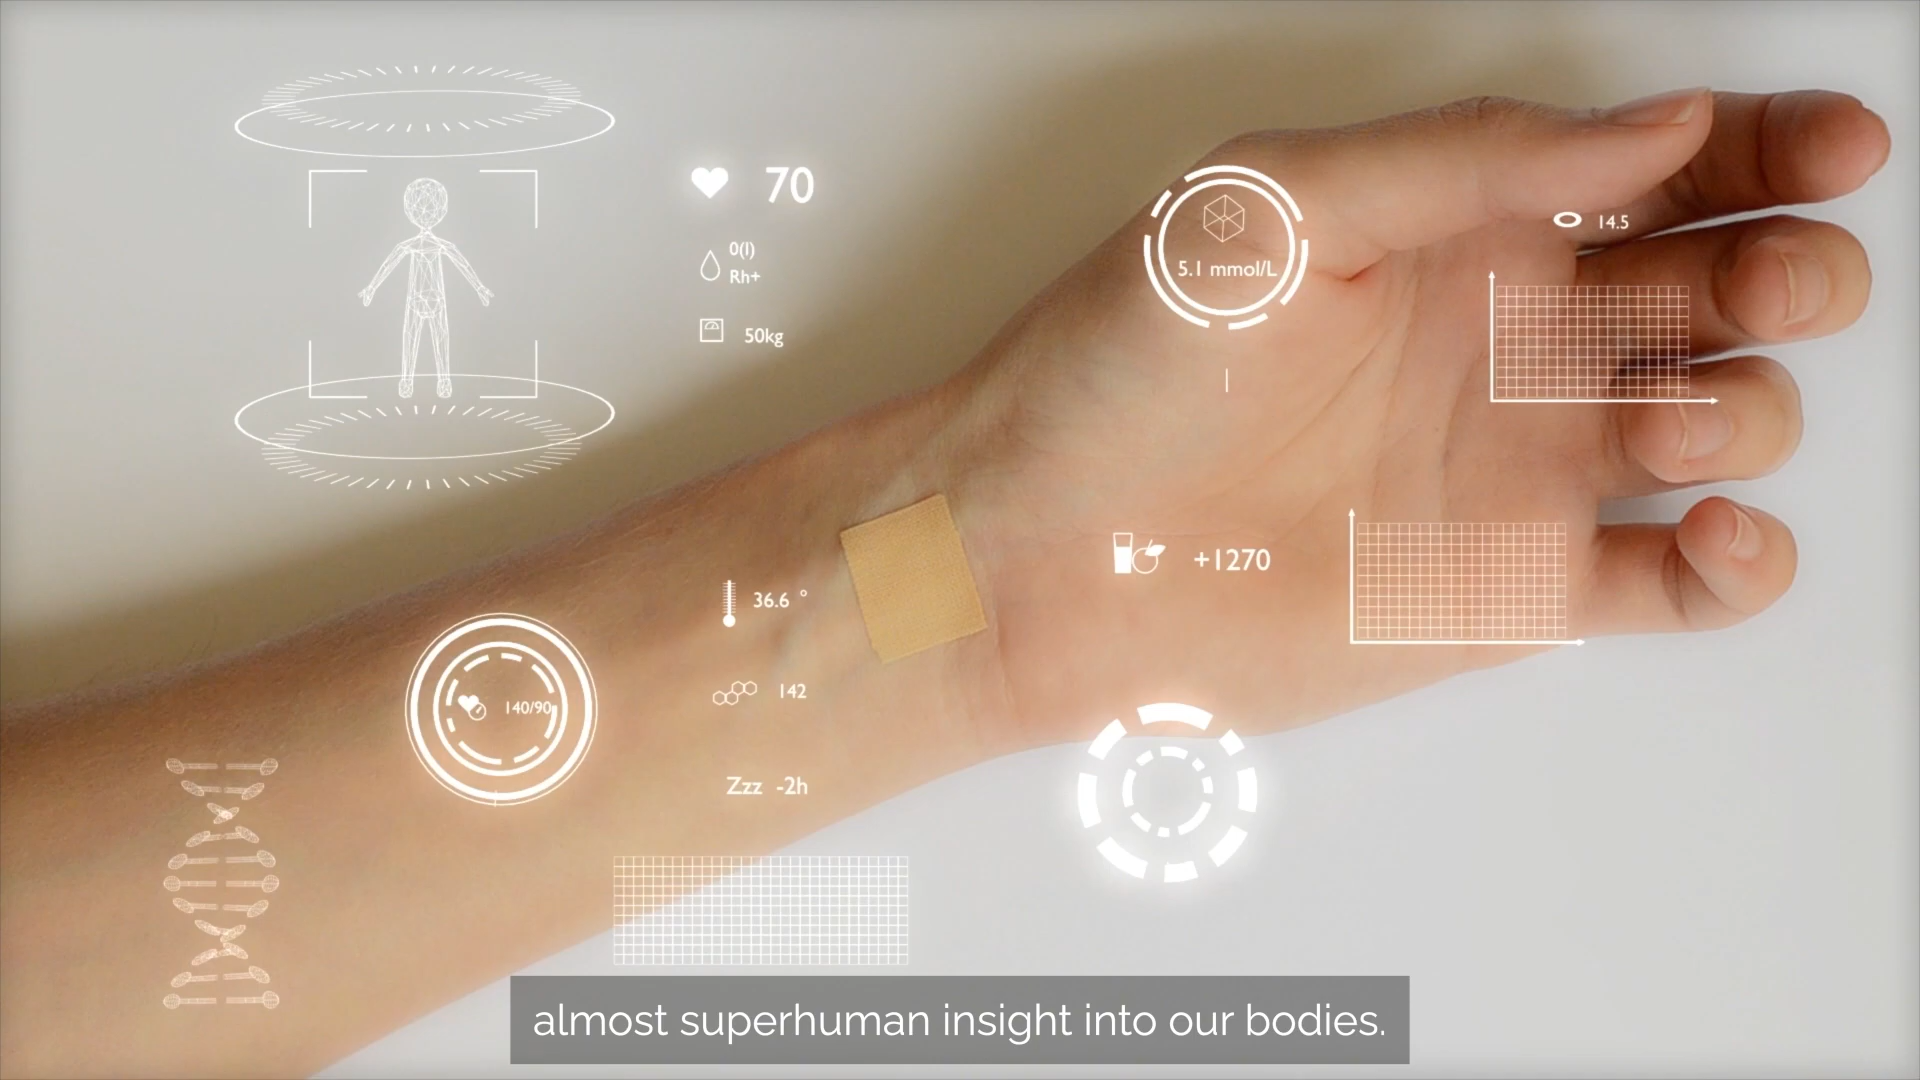 70
0(I)
Rh+
50kg
5.1 mmol/L
14.5
+1270
36.6 °
140/90
142
Zzz -2h
almost superhuman insight into our bodies.